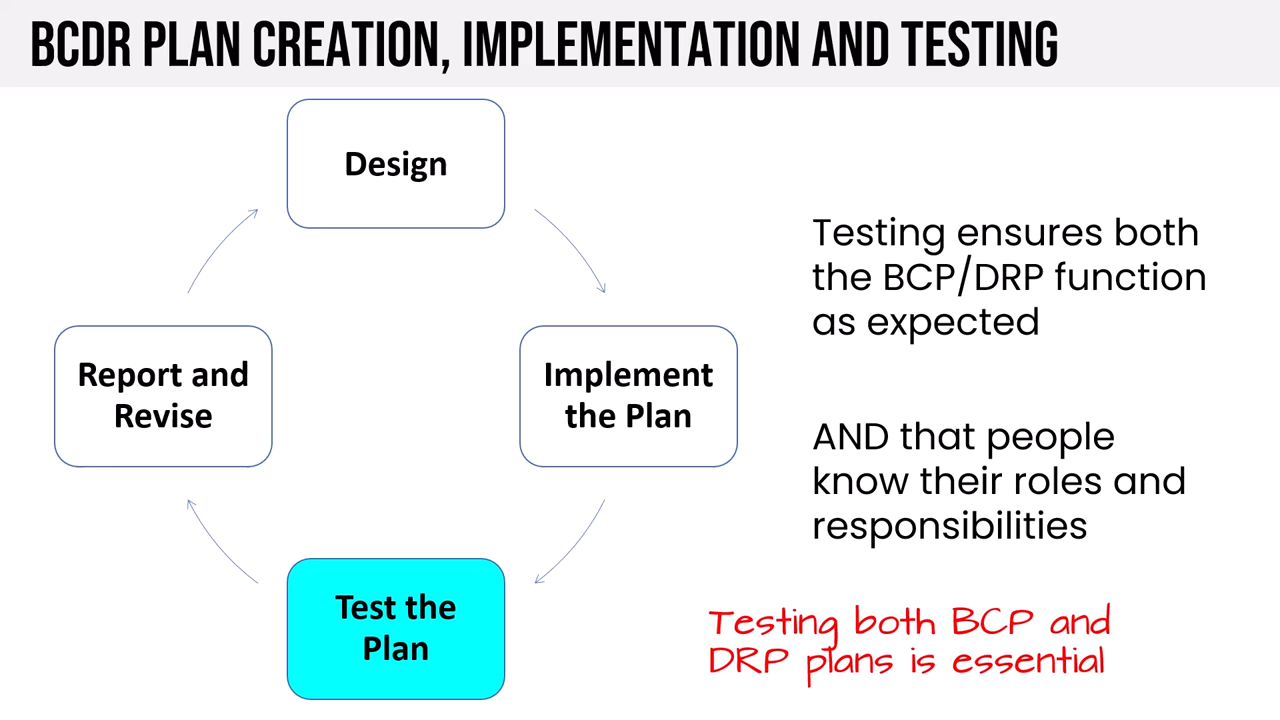 BCDR PLAN CREATION, IMPLEMENTATION AND TESTING
Design
Implement
the Plan
Test the
Plan
Report and
Revise
Testing ensures both
the BCP/DRP function
as expected
AND that people
know their roles and
responsibilities
Testing both BCP and
DRP plans is essential